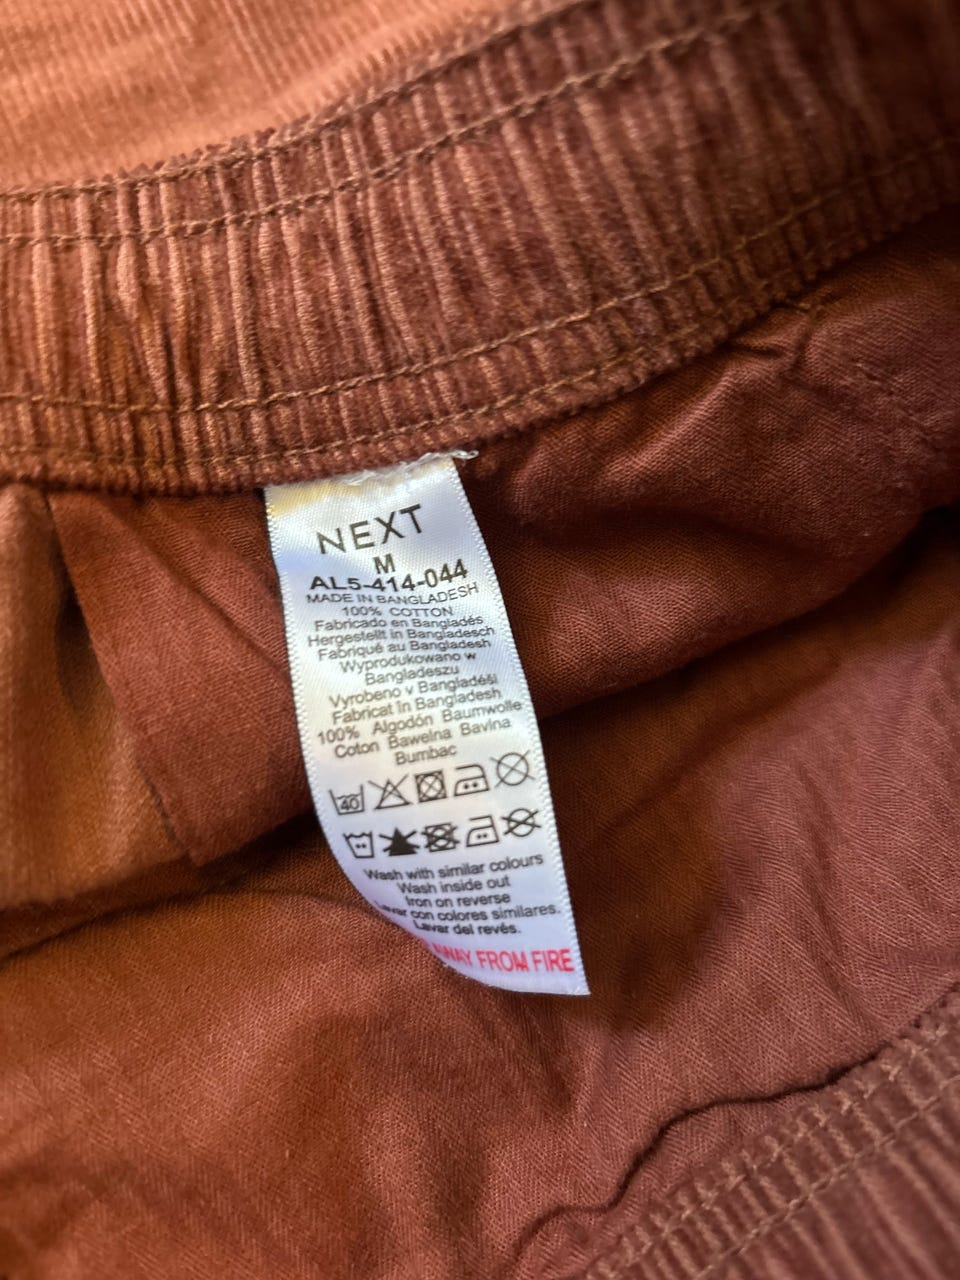 NEXT
M
AL5-414-044
MADE IN BANGLADESH
100% COTTON
Fabricado en Bangladés
Hergestellt in Bangladesch
Fabriqué au Bangladesh
Wyprodukowano w
Bangladeszu
Vyrobeno v Bangladéši
Fabricat în Bangladesh
100% Algodón Baumwolle
Coton Bawełna Bavlna
Bumbac
40
Wash with similar colours
Wash inside out
Iron on reverse
Lavar con colores similares.
Lavar del revés.
AWAY FROM FIRE